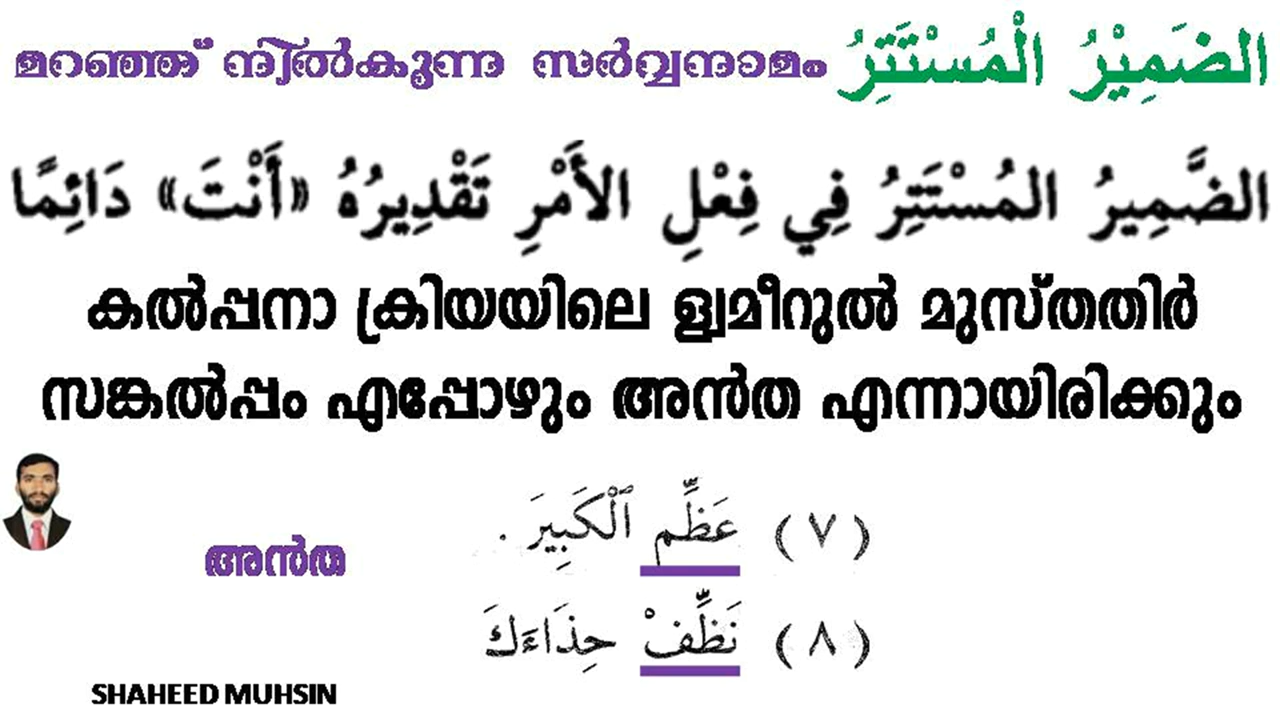 മറഞ്ഞ് നിൽകുന്ന സർവ്വനാമം الضَمِيْرُ الْمُسْتَتِرُ
الضَّمِيرُ المُسْتَتِرُ فِي فِعْلِ الأَمْرِ تَقْدِيرُهُ «أَنْتَ» دَائِمًا
കൽപ്പനാ ക്രിയയിലെ ള്വമീറുൽ മുസ്തതിർ
സങ്കൽപ്പം എപ്പോഴും അൻത എന്നായിരിക്കും
(٧) عَظِّم ٱلْكَبِيرَ .
അൻത
(٨) نَظِّفْ حِذَاءَكَ
SHAHEED MUHSIN